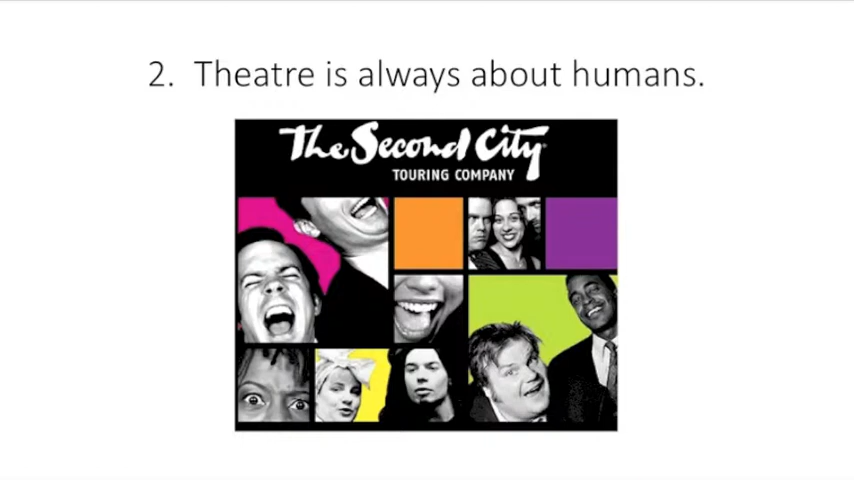 2. Theatre is always about humans.
The Second City
TOURING COMPANY